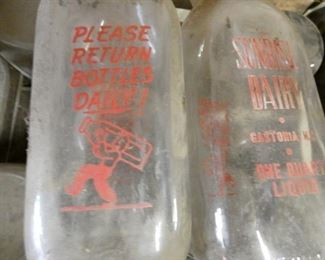 PLEASE
RETURN
BOTTLES
DAILY!
DAIRY
GASTONIA, N.C.
ONE QUART
LIQUID